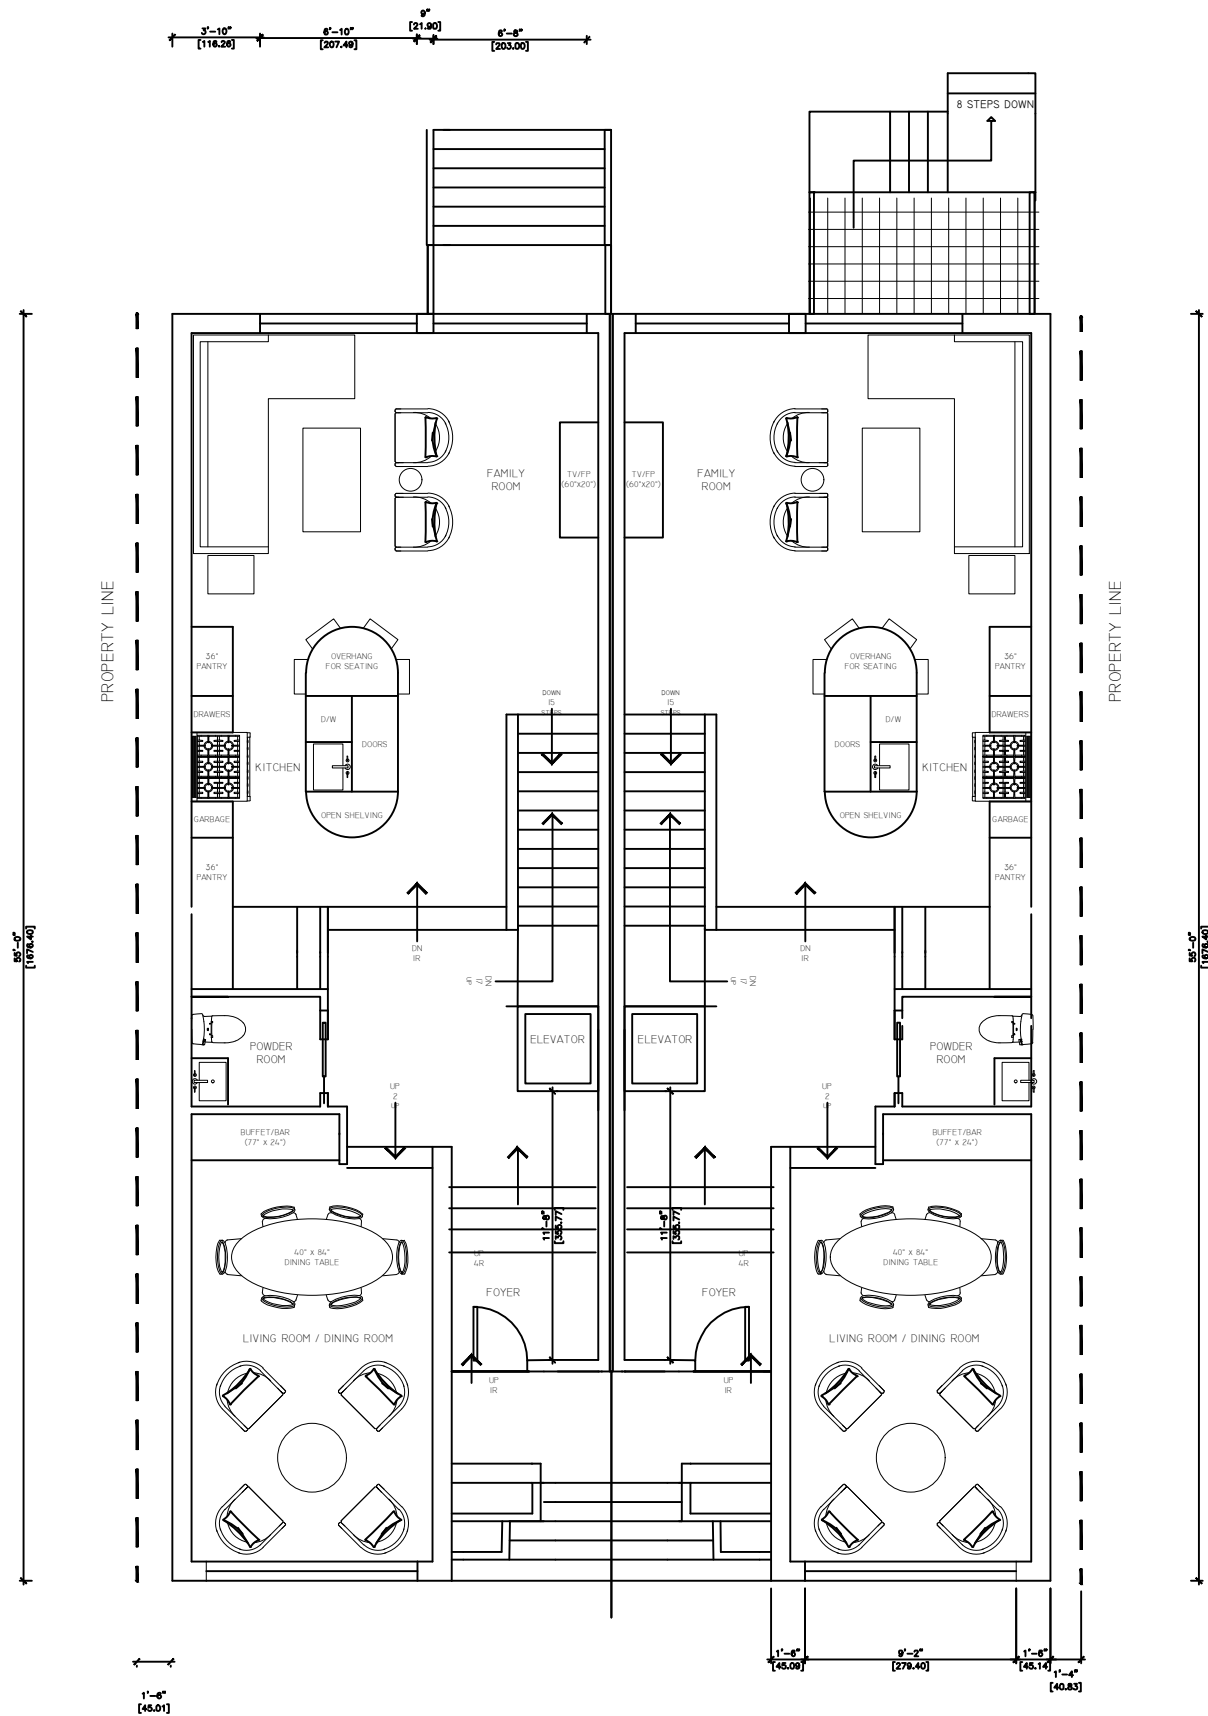 9"
[21.90]
3'-10"
[116.26]
6'-10"
[207.49]
6'-8"
[203.00]
8 STEPS DOWN
FAMILY
ROOM
TV/FP
(60"x20")
TV/FP
(60"x20")
FAMILY
ROOM
PROPERTY LINE
PROPERTY LINE
36"
PANTRY
OVERHANG
FOR SEATING
OVERHANG
FOR SEATING
36"
PANTRY
DOWN
15
STEPS
DOWN
15
STEPS
DRAWERS
D/W
DOORS
D/W
DOORS
DRAWERS
KITCHEN
KITCHEN
GARBAGE
OPEN SHELVING
OPEN SHELVING
GARBAGE
36"
PANTRY
36"
PANTRY
55'-0"
[1676.40]
55'-0"
[1676.40]
DN
1R
DN
1R
DN
17
UP
DN
17
UP
POWDER
ROOM
ELEVATOR
ELEVATOR
POWDER
ROOM
UP
2
UP
2
BUFFET/BAR
(77" x 24")
BUFFET/BAR
(77" x 24")
11'-8"
[355.77]
11'-8"
[355.77]
40" x 84"
DINING TABLE
UP
4R
UP
4R
40" x 84"
DINING TABLE
FOYER
FOYER
LIVING ROOM / DINING ROOM
LIVING ROOM / DINING ROOM
UP
1R
UP
1R
1'-6"
[45.09]
9'-2"
[279.40]
1'-6"
[45.14]
1'-4"
[40.83]
1'-6"
[45.01]